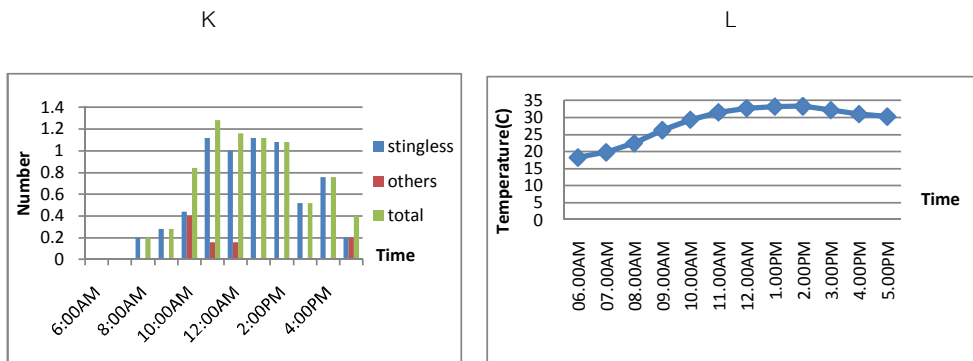 K
L
1.4
1.2
1
0.8
0.6
0.4
0.2
0
Number
6:00AM
8:00AM
10:00AM
12:00AM
2:00PM
4:00PM
stingless
others
total
Time
35
30
25
20
15
10
5
0
Temperature(C)
06.00AM
07.00AM
08.00AM
09.00AM
10.00AM
11.00AM
12.00AM
1.00PM
2.00PM
3.00PM
4.00PM
5.00PM
Time